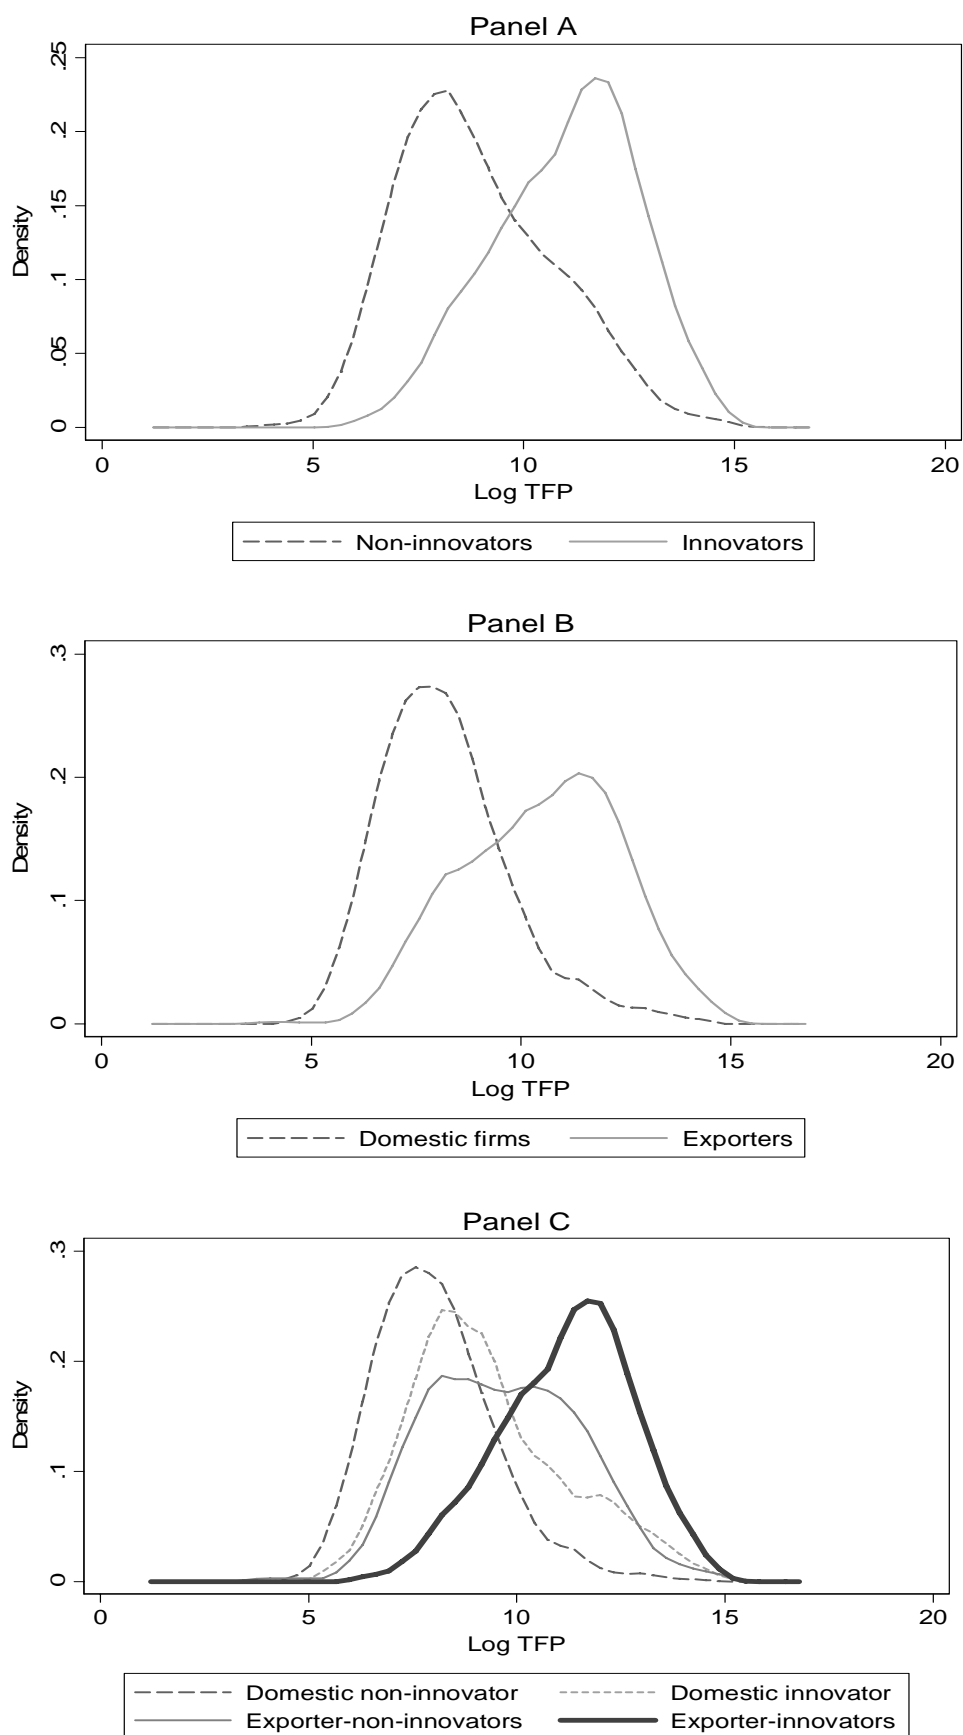 Panel A
Density
.25
.2
.15
.1
.05
0
0 5 10 15 20
Log TFP
Non-innovators Innovators
Panel B
Density
.3
.2
.1
0
0 5 10 15 20
Log TFP
Domestic firms Exporters
Panel C
Density
.3
.2
.1
0
0 5 10 15 20
Log TFP
Domestic non-innovator Domestic innovator
Exporter-non-innovators Exporter-innovators